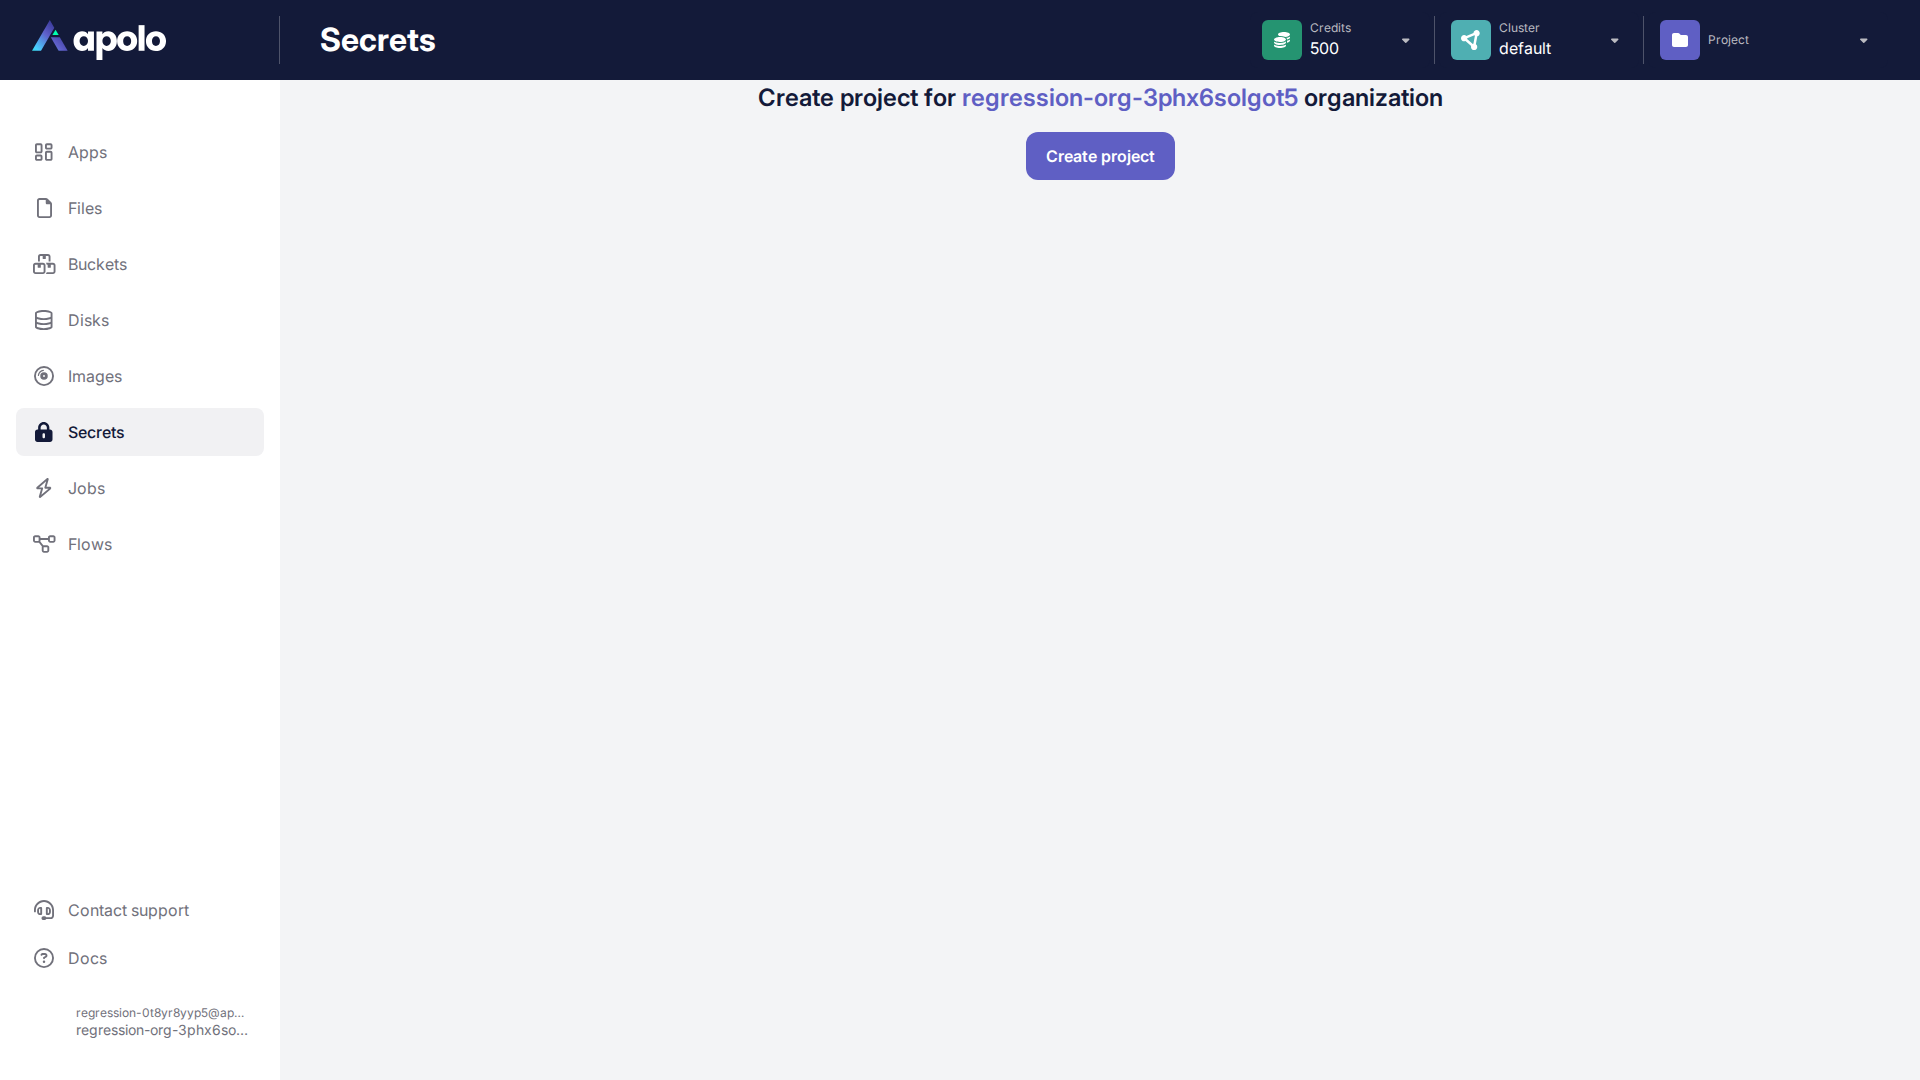 apolo
Secrets
Credits
500
Cluster
default
Project
Create project for regression-org-3phx6solgot5 organization
Create project
Apps
Files
Buckets
Disks
Images
Secrets
Jobs
Flows
Contact support
Docs
regression-0t8yr8yyp5@ap...
regression-org-3phx6so...